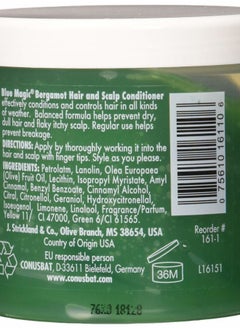 Blue Magic® Bergamot Hair and Scalp Conditioner
effectively conditions and controls hair in all kinds
of weather. Balanced formula helps prevent dry,
dull hair and flaky itchy scalp. Regular use helps
prevent breakage.
DIRECTIONS: Apply by thoroughly working it into the
hair and scalp with finger tips. Style as you please.
INGREDIENTS: Petrolatm, Lanolin, Olea Europea
(Olive) Fruit Oil, Lecithin, Isopropyl Myristate, Amyl
Cinnamal, Benzyl Benzoate, Cinnamyl Alcohol,
Citral, Citronellol, Geraniol, Hydroxycitronellal,
Isoeugenol, Limonene, Linalool, Fragrance/Parfum,
Yellow 11/ CI. 47000, Green 6/CI 61565.
J. Strickland & Co., Olive Branch, MS 38654, USA
Country of Origin USA
EU responsible person
CONUSBAT, D-33611 Bielefeld, Germany
www.conusbat.com
0 75610 16110 6
Reorder #
161-1
36M
L16151